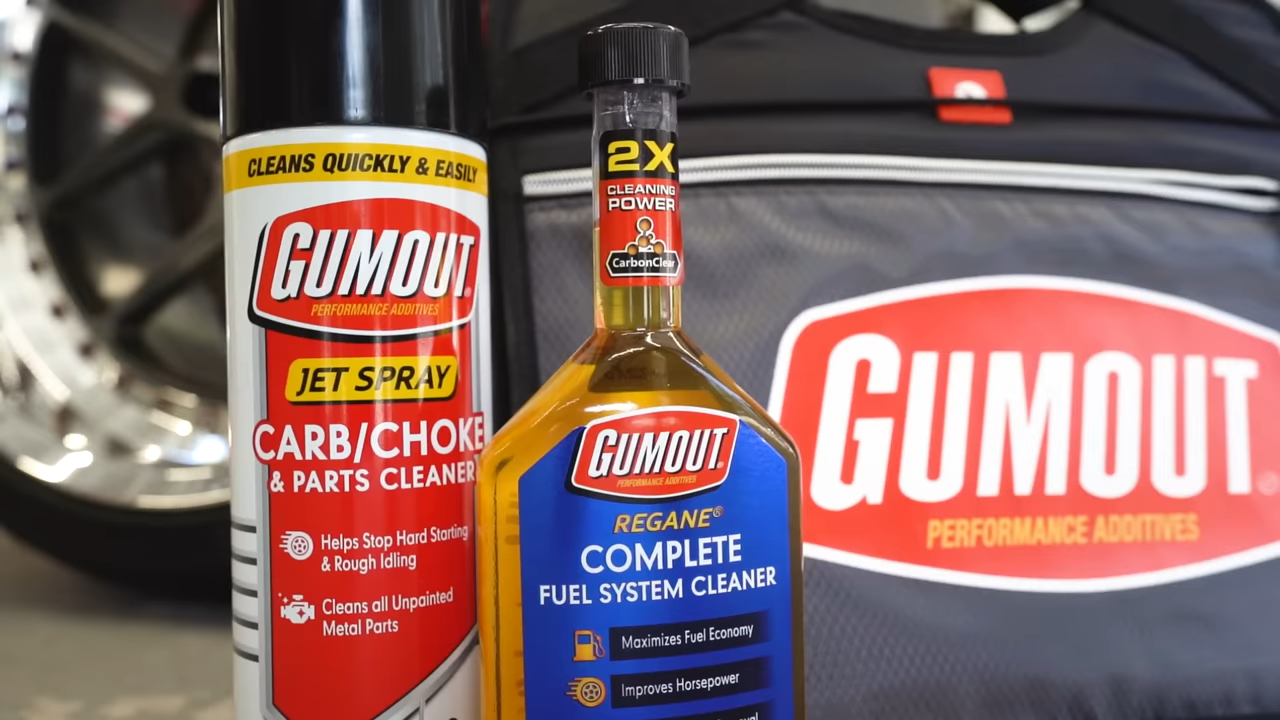 CLEANS QUICKLY & EASILY
GUMOUT
PERFORMANCE ADDITIVES
JET SPRAY
CARB/CHOKE
& PARTS CLEANER
Helps Stop Hard Starting
& Rough Idling
Cleans all Unpainted
Metal Parts
2X
CLEANING
POWER
CarbonClear
GUMOUT
PERFORMANCE ADDITIVES
REGANE®
COMPLETE
FUEL SYSTEM CLEANER
Maximizes Fuel Economy
Improves Horsepower
GUMOUT
PERFORMANCE ADDITIVES